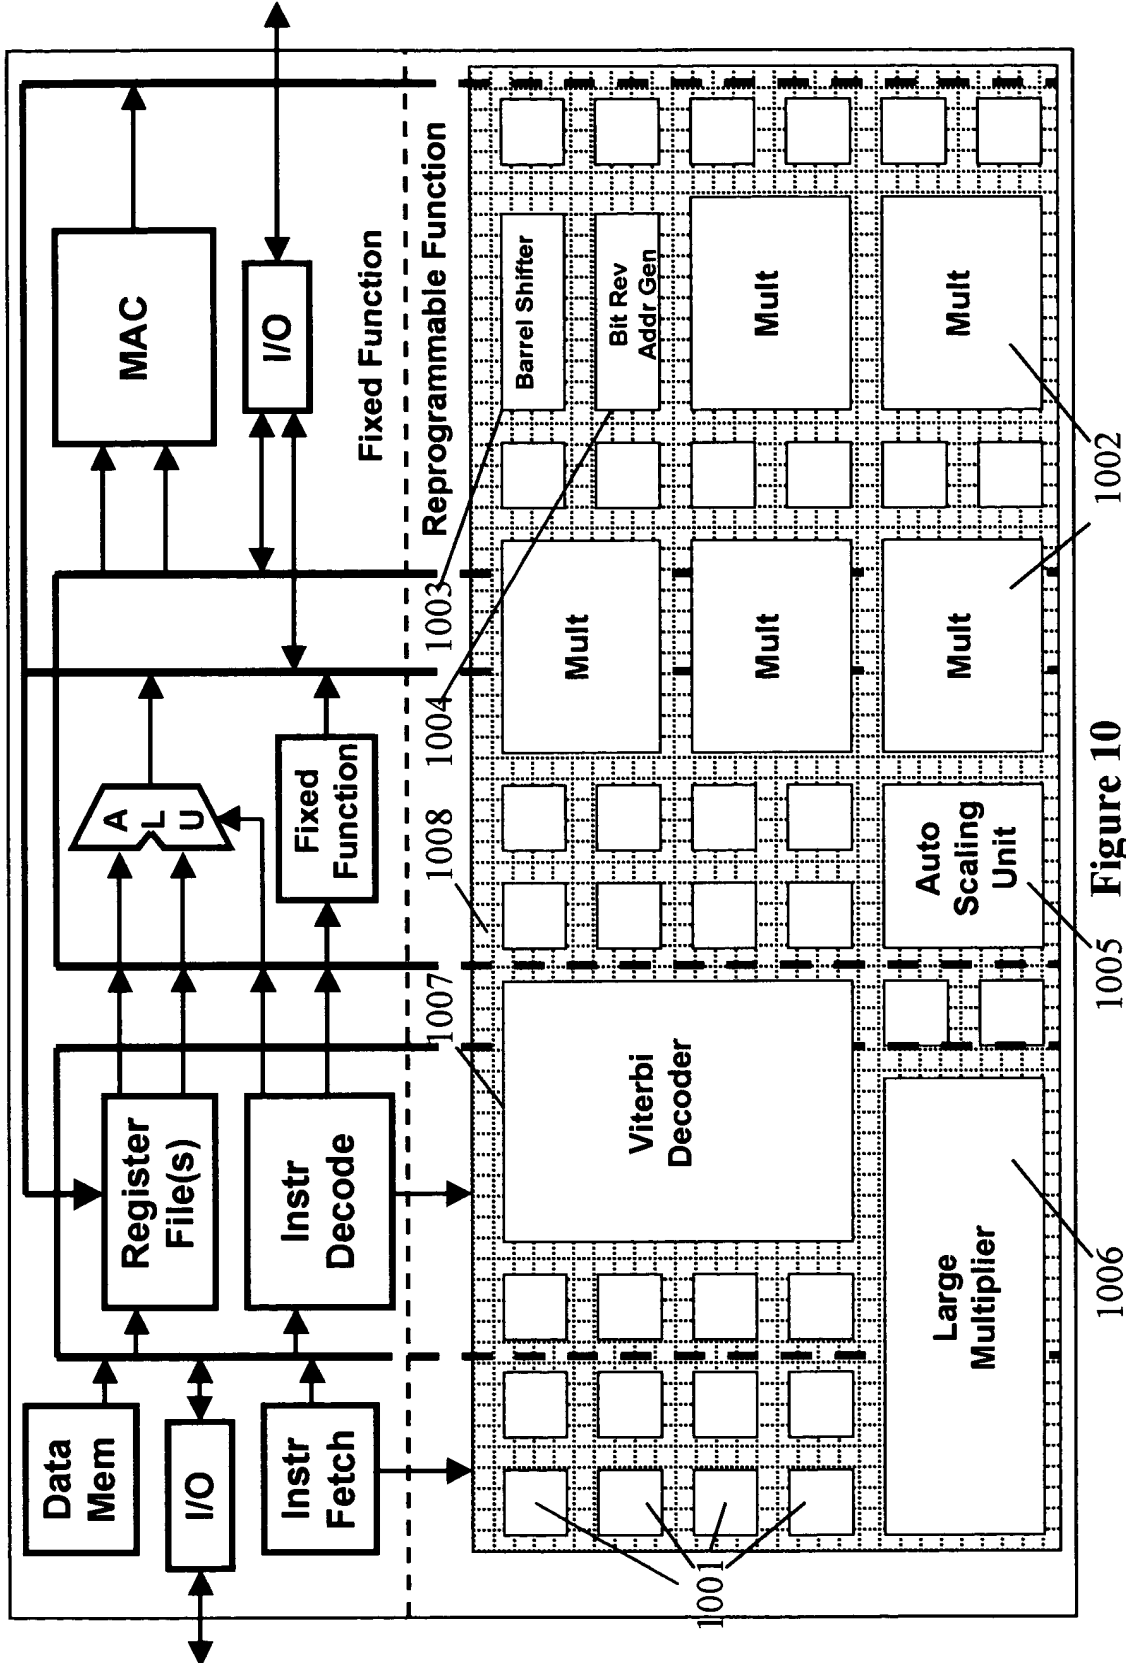 Data
Mem
I/O
Instr
Fetch
Register
File(s)
Instr
Decode
A
L
U
Fixed
Function
MAC
I/O
Fixed Function
Reprogrammable Function
1007
1008
1004
1003
Viterbi
Decoder
Large
Multiplier
Auto
Scaling
Unit
Mult
Mult
Mult
Barrel Shifter
Bit Rev
Addr Gen
Mult
Mult
1001
1006
1005
1002
Figure 10